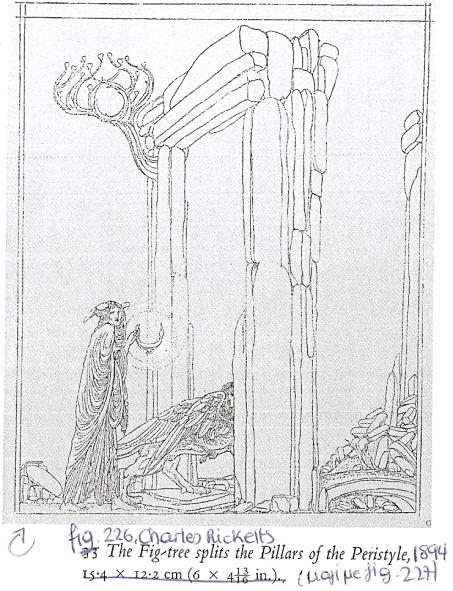 fig. 226, Charles Ricketts
33 The Fig-tree splits the Pillars of the Peristyle, 1894
15·4 × 12·2 cm (6 × 4 13/16 in.). (μαζί με fig. 227)